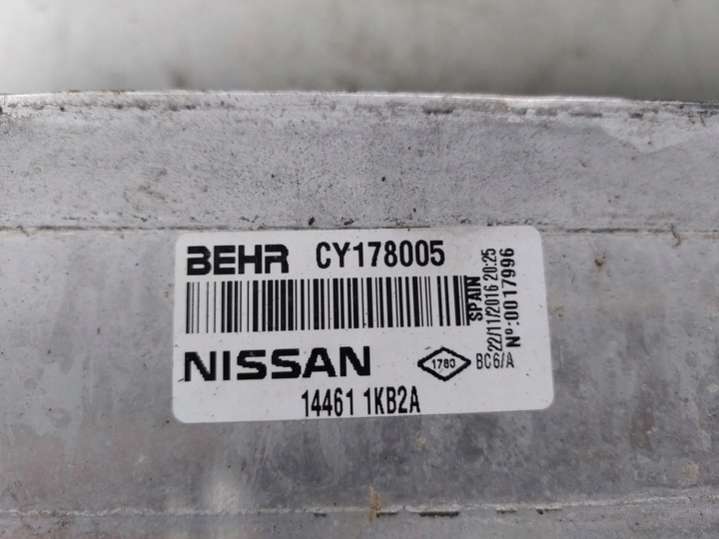 BEHR CY178005
NISSAN
14461 1KB2A
1780
BC6/A
SPAIN
22/11/2016 20:25
Nº:0017996